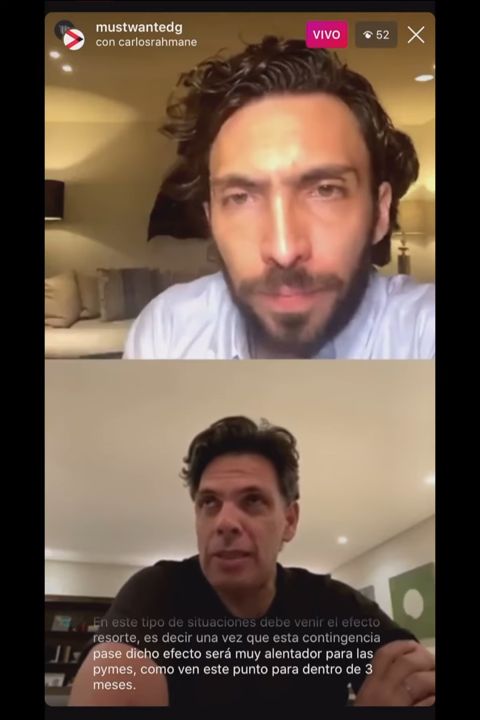 mustwantedg
con carlosrahmane
VIVO
52
En este tipo de situaciones debe venir el efecto
resorte, es decir una vez que esta contingencia
pase dicho efecto será muy alentador para las
pymes, como ven este punto para dentro de 3
meses.